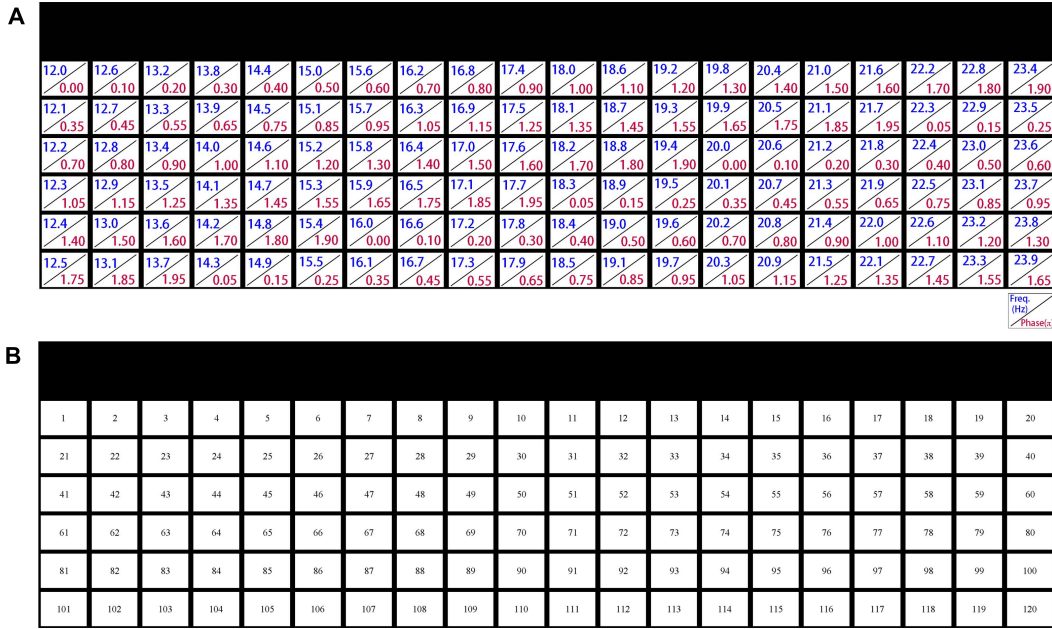 A
12.0 12.6 13.2 13.8 14.4 15.0 15.6 16.2 16.8 17.4 18.0 18.6 19.2 19.8 20.4 21.0 21.6 22.2 22.8 23.4
0.00 0.10 0.20 0.30 0.40 0.50 0.60 0.70 0.80 0.90 1.00 1.10 1.20 1.30 1.40 1.50 1.60 1.70 1.80 1.90
12.1 12.7 13.3 13.9 14.5 15.1 15.7 16.3 16.9 17.5 18.1 18.7 19.3 19.9 20.5 21.1 21.7 22.3 22.9 23.5
0.35 0.45 0.55 0.65 0.75 0.85 0.95 1.05 1.15 1.25 1.35 1.45 1.55 1.65 1.75 1.85 1.95 0.05 0.15 0.25
12.2 12.8 13.4 14.0 14.6 15.2 15.8 16.4 17.0 17.6 18.2 18.8 19.4 20.0 20.6 21.2 21.8 22.4 23.0 23.6
0.70 0.80 0.90 1.00 1.10 1.20 1.30 1.40 1.50 1.60 1.70 1.80 1.90 0.00 0.10 0.20 0.30 0.40 0.50 0.60
12.3 12.9 13.5 14.1 14.7 15.3 15.9 16.5 17.1 17.7 18.3 18.9 19.5 20.1 20.7 21.3 21.9 22.5 23.1 23.7
1.05 1.15 1.25 1.35 1.45 1.55 1.65 1.75 1.85 1.95 0.05 0.15 0.25 0.35 0.45 0.55 0.65 0.75 0.85 0.95
12.4 13.0 13.6 14.2 14.8 15.4 16.0 16.6 17.2 17.8 18.4 19.0 19.6 20.2 20.8 21.4 22.0 22.6 23.2 23.8
1.40 1.50 1.60 1.70 1.80 1.90 0.00 0.10 0.20 0.30 0.40 0.50 0.60 0.70 0.80 0.90 1.00 1.10 1.20 1.30
12.5 13.1 13.7 14.3 14.9 15.5 16.1 16.7 17.3 17.9 18.5 19.1 19.7 20.3 20.9 21.5 22.1 22.7 23.3 23.9
1.75 1.85 1.95 0.05 0.15 0.25 0.35 0.45 0.55 0.65 0.75 0.85 0.95 1.05 1.15 1.25 1.35 1.45 1.55 1.65
Freq.
(Hz)
Phase(π)
B
1 2 3 4 5 6 7 8 9 10 11 12 13 14 15 16 17 18 19 20
21 22 23 24 25 26 27 28 29 30 31 32 33 34 35 36 37 38 39 40
41 42 43 44 45 46 47 48 49 50 51 52 53 54 55 56 57 58 59 60
61 62 63 64 65 66 67 68 69 70 71 72 73 74 75 76 77 78 79 80
81 82 83 84 85 86 87 88 89 90 91 92 93 94 95 96 97 98 99 100
101 102 103 104 105 106 107 108 109 110 111 112 113 114 115 116 117 118 119 120